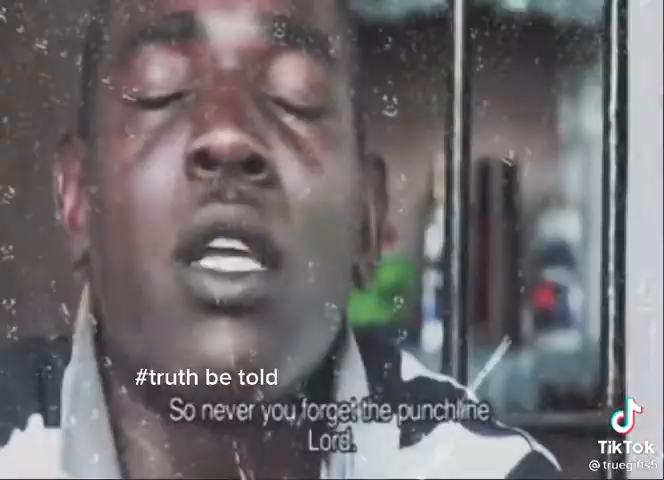 #truth be told
So never you forget the punchline
Lord.
TikTok
@truegifts5